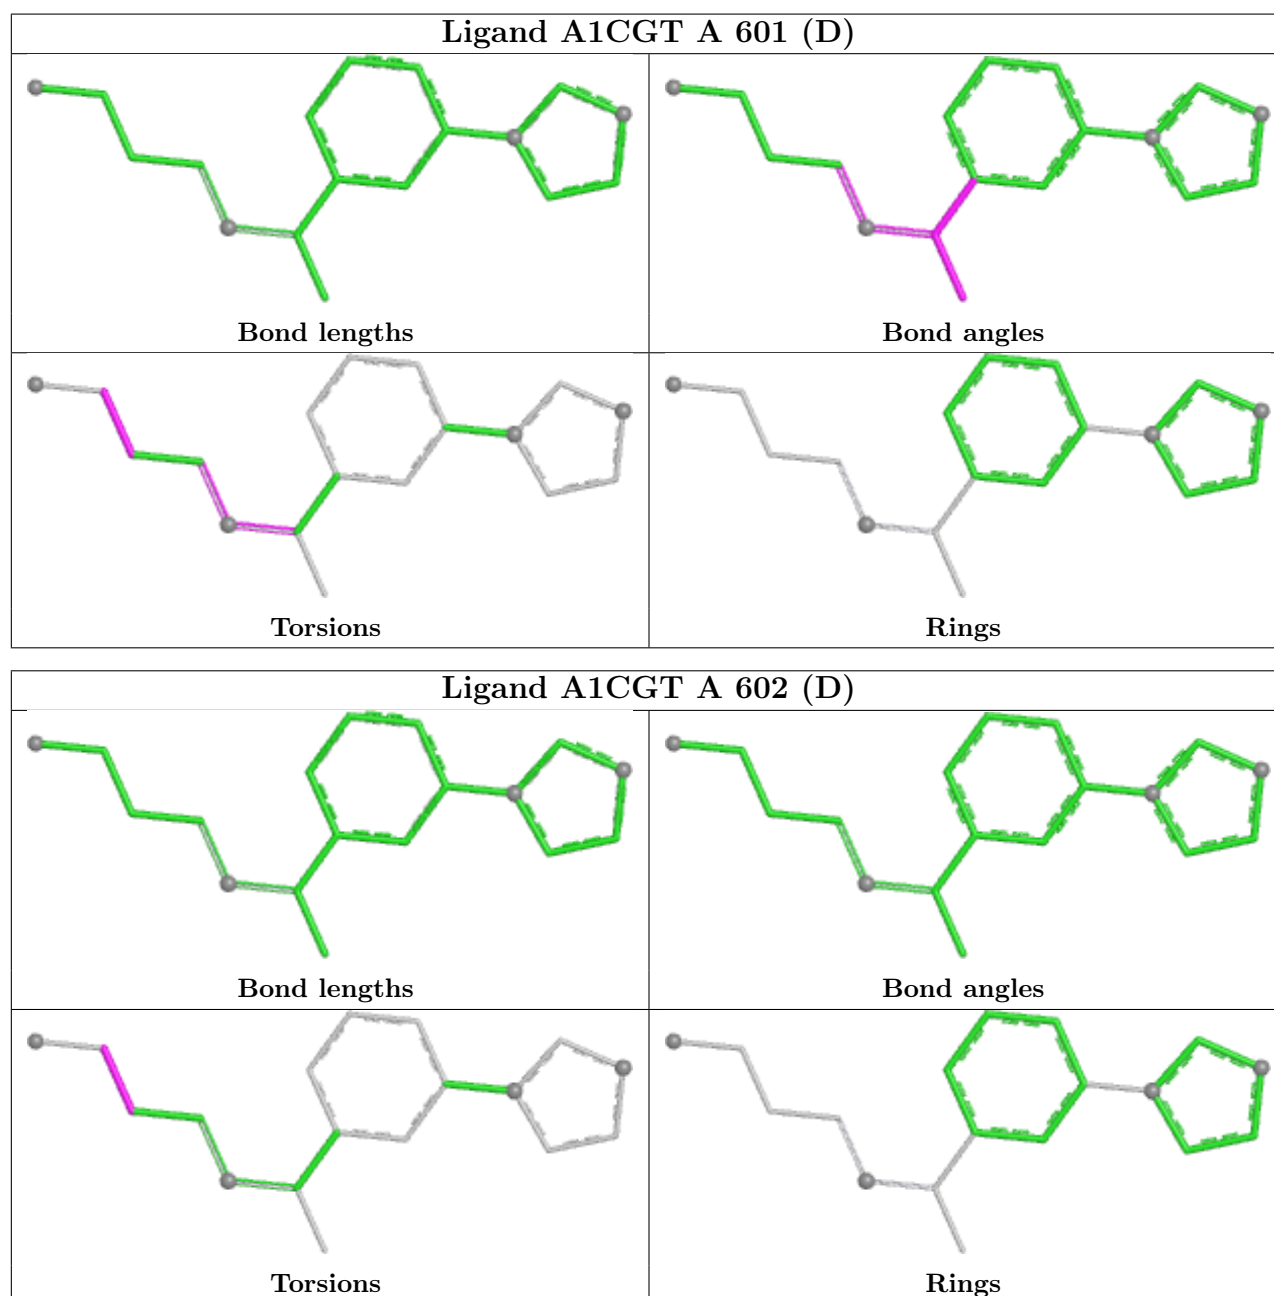 Ligand A1CGT A 601 (D)
Bond lengths
Bond angles
Torsions
Rings
Ligand A1CGT A 602 (D)
Bond lengths
Bond angles
Torsions
Rings